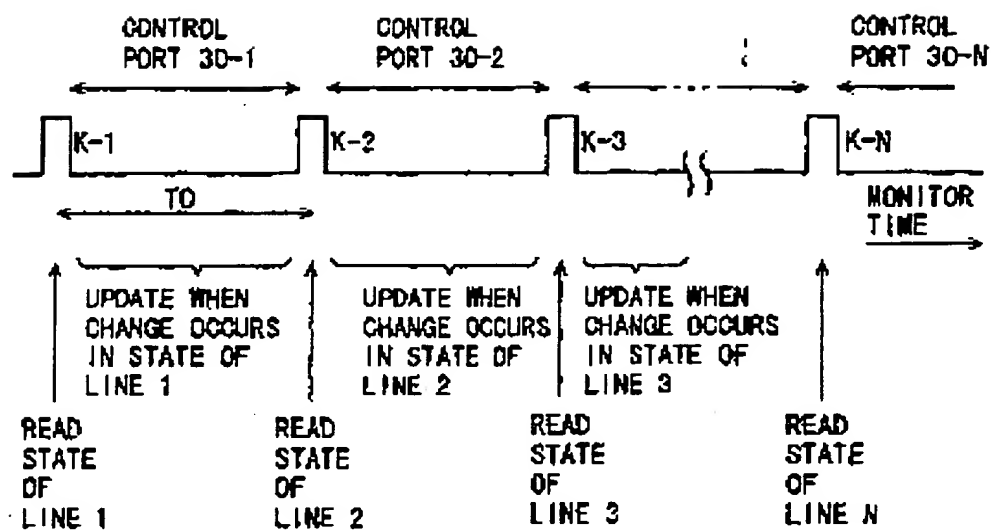 CONTROL
PORT 30-1
CONTROL
PORT 30-2
CONTROL
PORT 30-N
K-1
K-2
K-3
K-N
TO
MONITOR
TIME
UPDATE WHEN
CHANGE OCCURS
IN STATE OF
LINE 1
UPDATE WHEN
CHANGE OCCURS
IN STATE OF
LINE 2
UPDATE WHEN
CHANGE OCCURS
IN STATE OF
LINE 3
READ
STATE
OF
LINE 1
READ
STATE
OF
LINE 2
READ
STATE
OF
LINE 3
READ
STATE
OF
LINE N